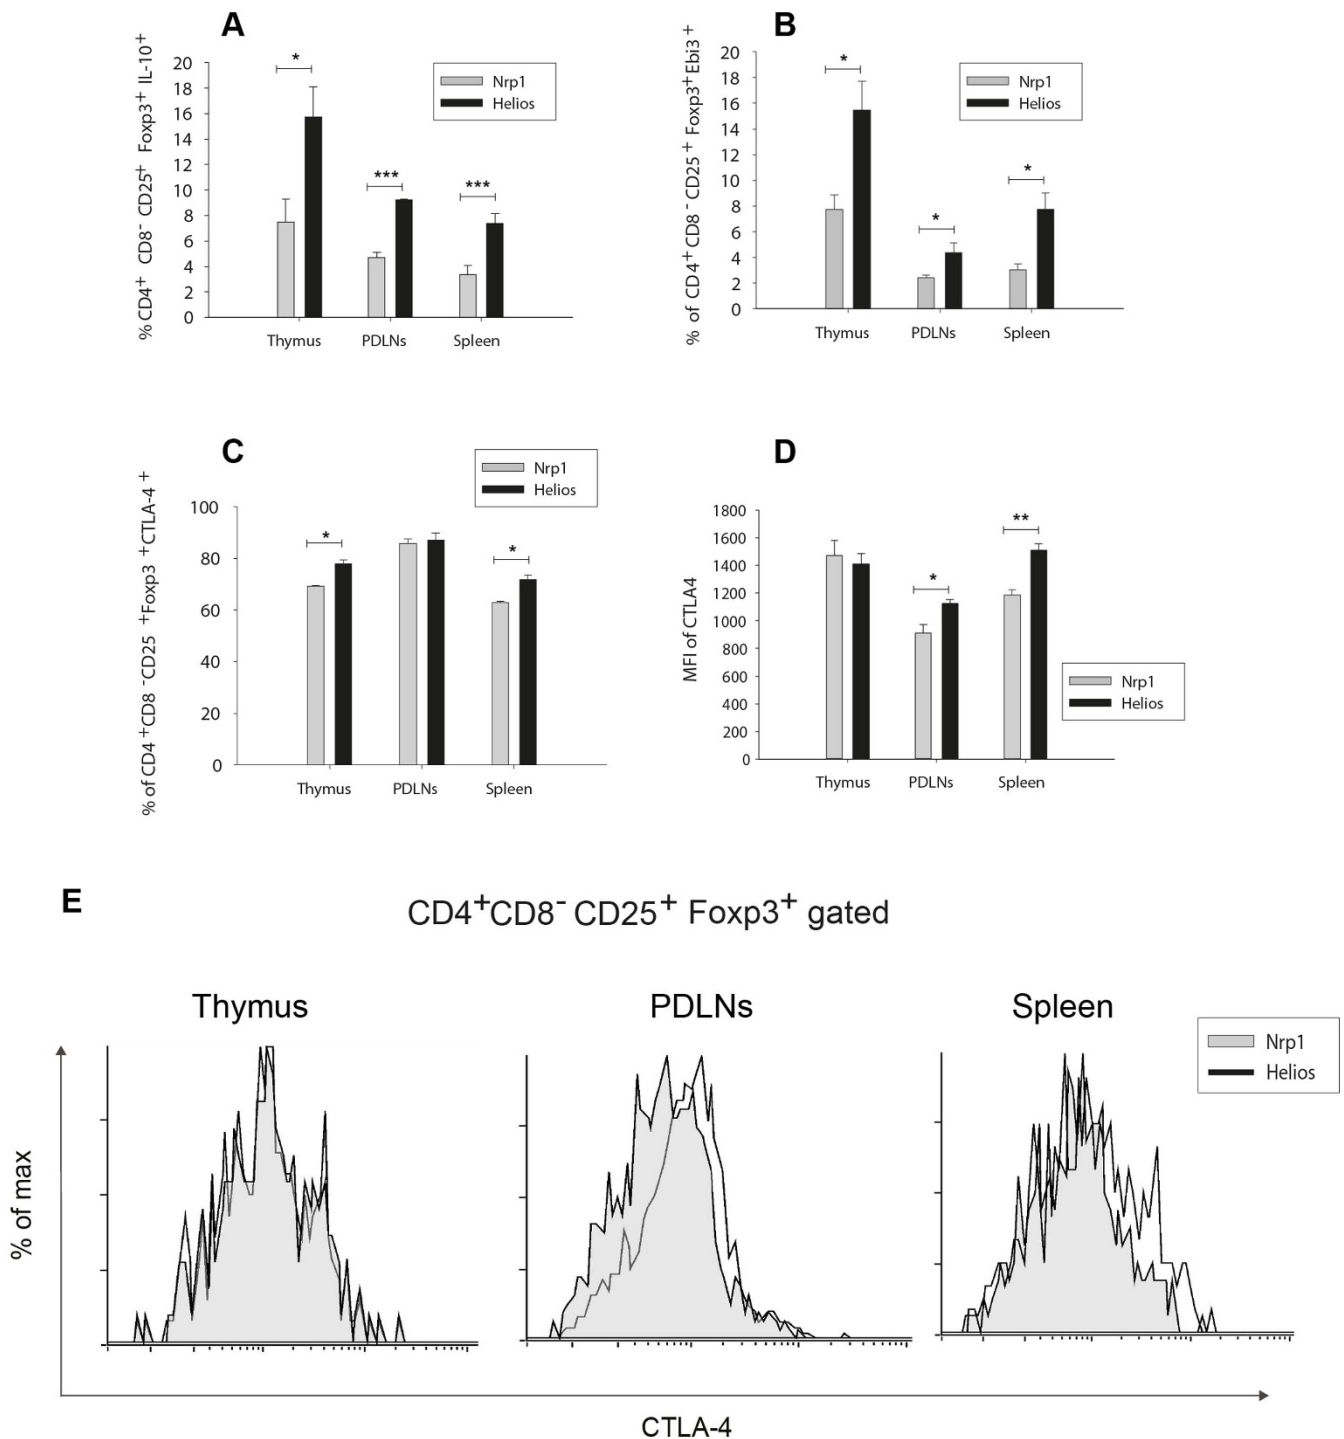 A
% CD4+ CD8- CD25+ Foxp3+ IL-10+
20
18
16
14
12
10
8
6
4
2
0
*
***
***
Nrp1
Helios
Thymus
PDLNs
Spleen
B
% of CD4+CD8-CD25+Foxp3+Ebi3+
20
18
16
14
12
10
8
6
4
2
0
*
*
*
Nrp1
Helios
Thymus
PDLNs
Spleen
C
% of CD4+CD8-CD25+Foxp3+CTLA-4+
100
80
60
40
20
0
*
*
Nrp1
Helios
Thymus
PDLNs
Spleen
D
MFI of CTLA4
1800
1600
1400
1200
1000
800
600
400
200
0
*
**
Nrp1
Helios
Thymus
PDLNs
Spleen
E
CD4+CD8- CD25+ Foxp3+ gated
Thymus
PDLNs
Spleen
Nrp1
Helios
% of max
CTLA-4